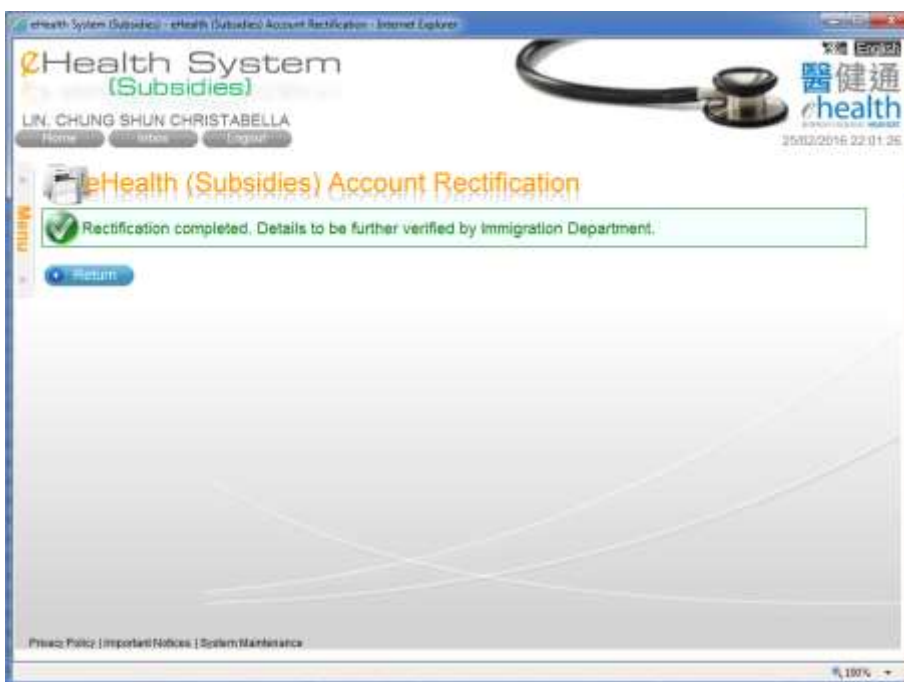 eHealth System (Subsidies) - eHealth (Subsidies) Account Rectification - Internet Explorer
eHealth System
(Subsidies)
繁體 English
醫健通
ehealth
LIN. CHUNG SHUN CHRISTABELLA
Home Inbox Logout
25/02/2016 22:01:26
eHealth (Subsidies) Account Rectification
Menu
Rectification completed. Details to be further verified by Immigration Department.
Return
Privacy Policy | Important Notices | System Maintenance
100%